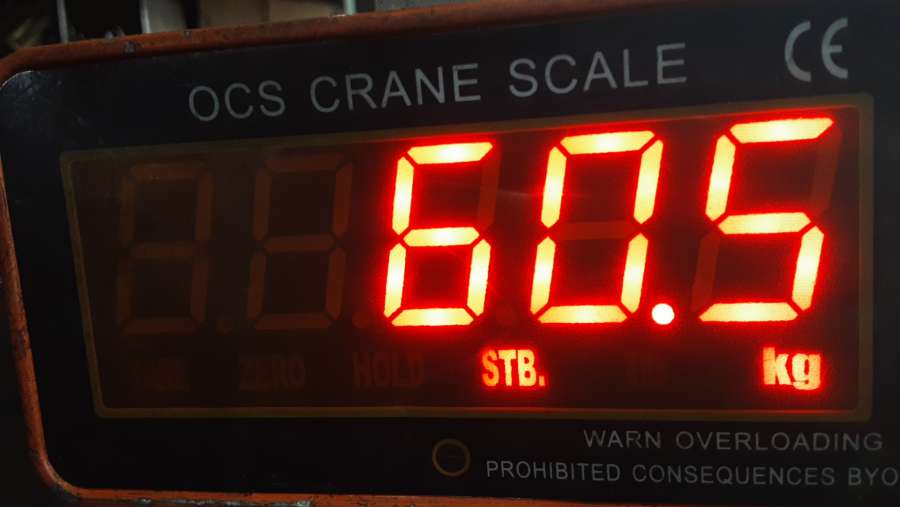 OCS CRANE SCALE CE
60.5
ZERO HOLD STB. kg
WARN OVERLOADING
PROHIBITED CONSEQUENCES BYO